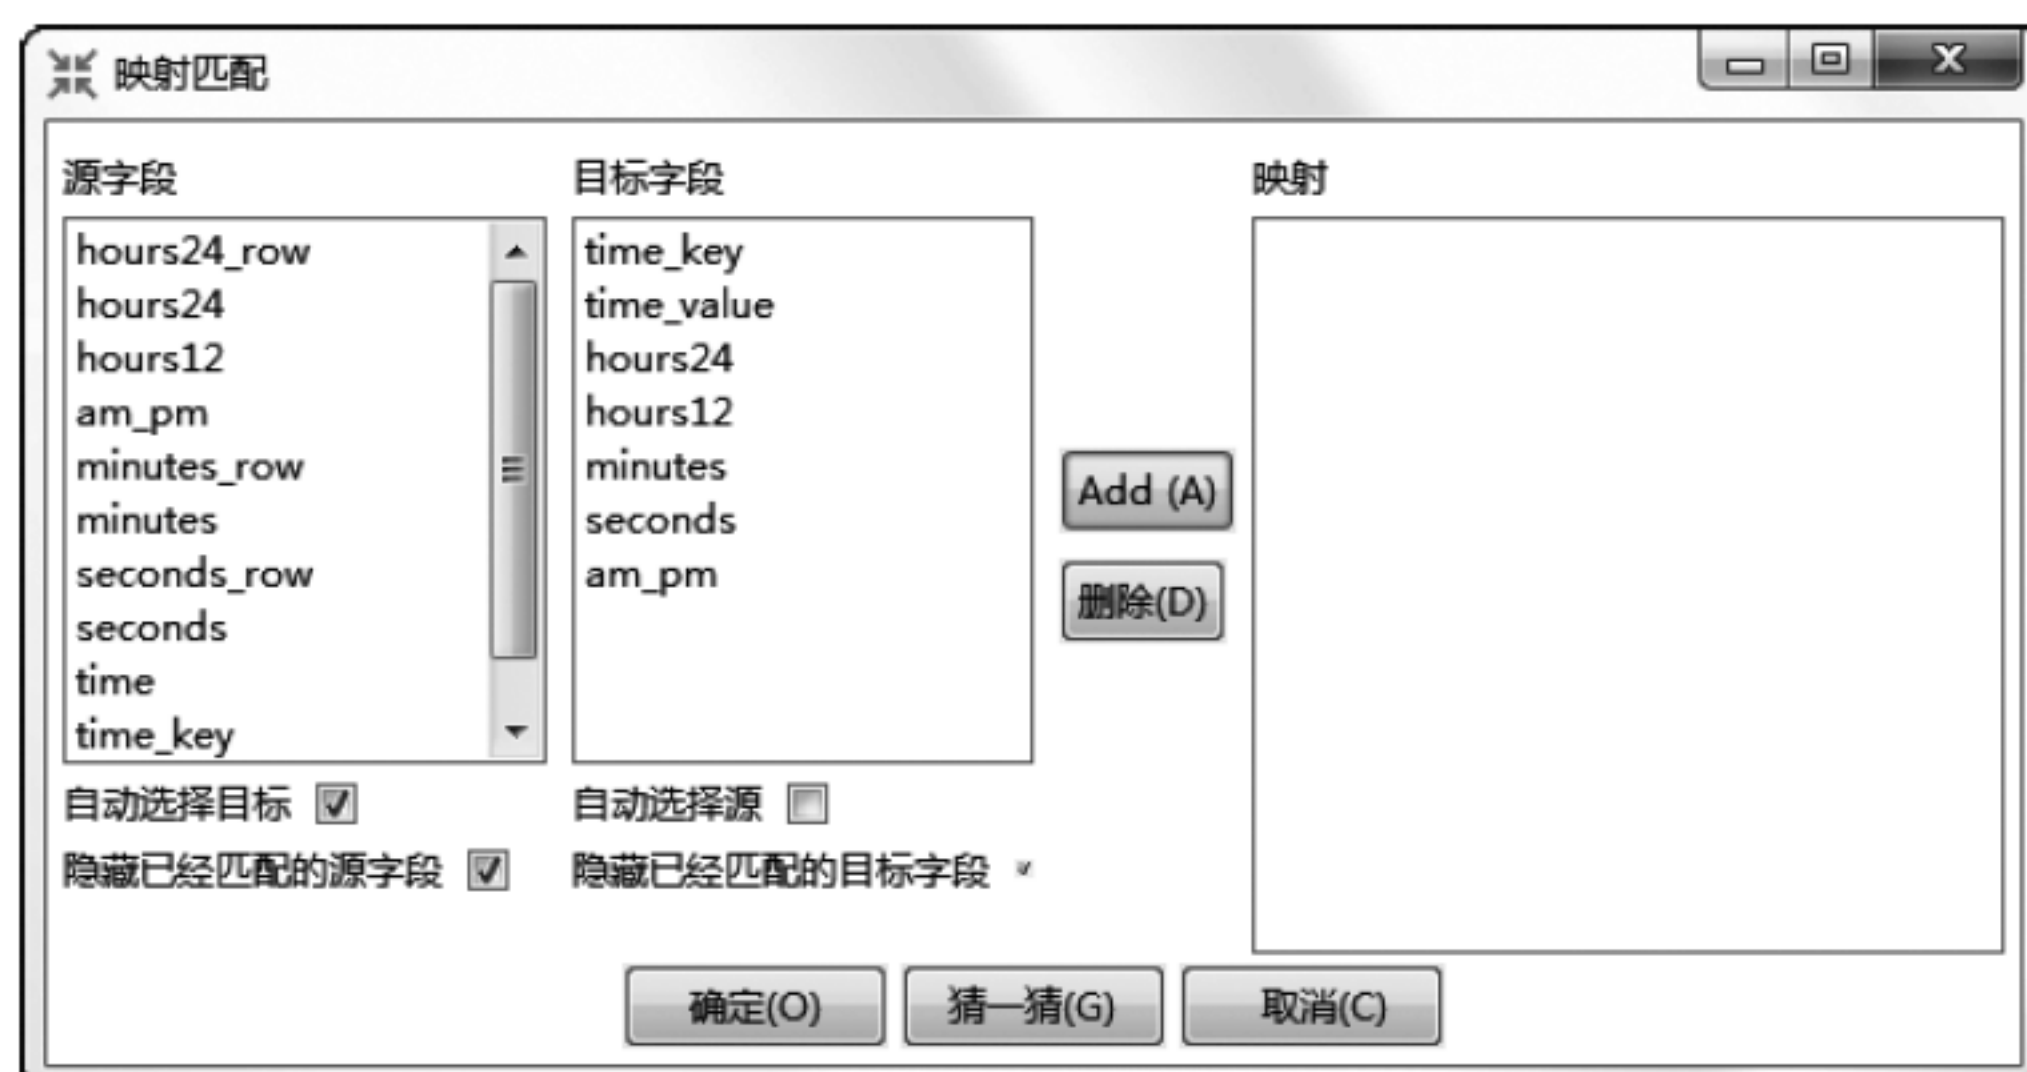 映射匹配
源字段
目标字段
映射
hours24_row
hours24
hours12
am_pm
minutes_row
minutes
seconds_row
seconds
time
time_key
time_key
time_value
hours24
hours12
minutes
seconds
am_pm
Add (A)
删除(D)
自动选择目标
自动选择源
隐藏已经匹配的源字段
隐藏已经匹配的目标字段
确定(O)
猜一猜(G)
取消(C)